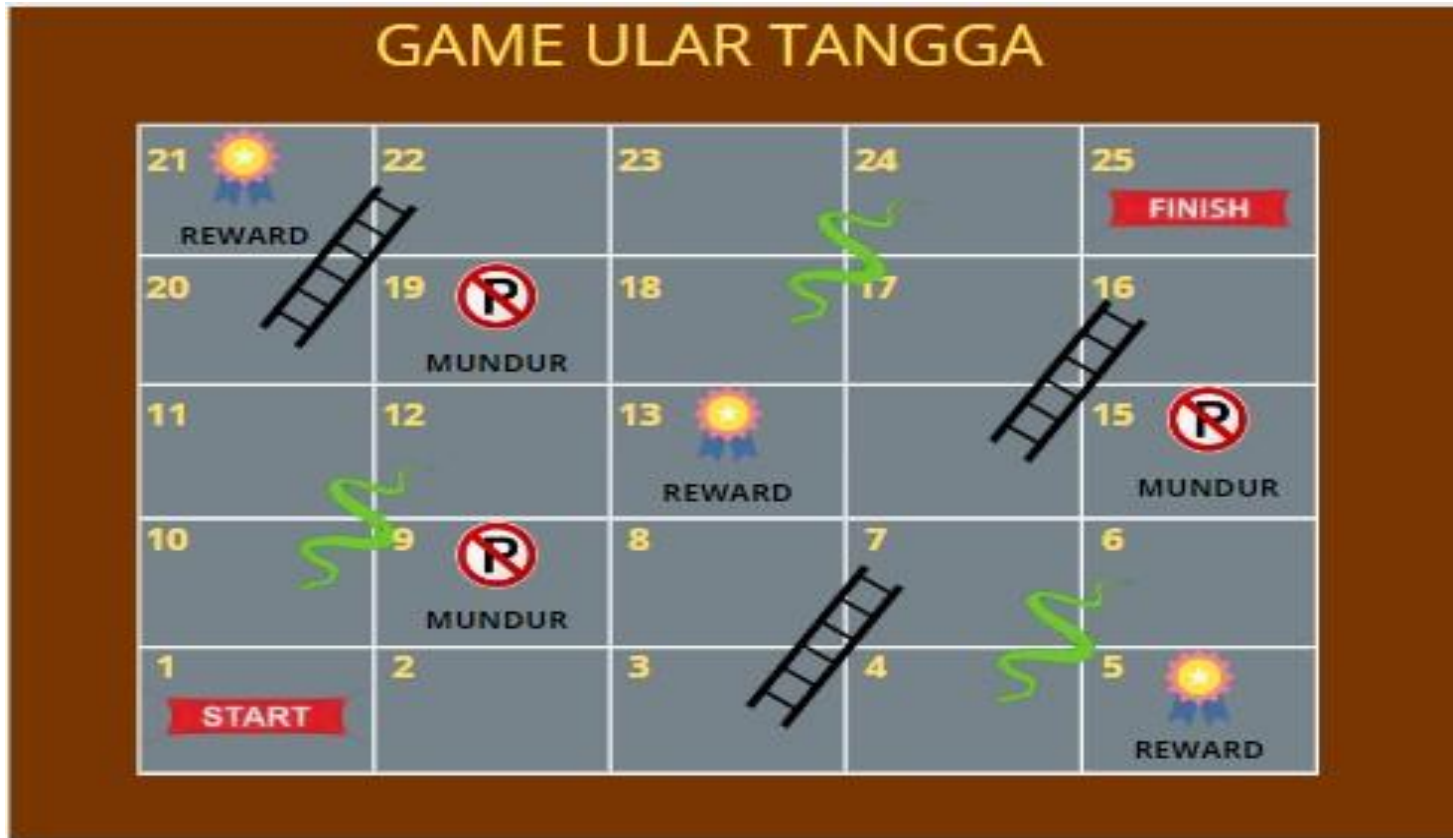 GAME ULAR TANGGA
21 22 23 24 25
FINISH
REWARD
20 19 18 17 16
MUNDUR
11 12 13 15
REWARD MUNDUR
10 9 8 7 6
MUNDUR
1 2 3 4 5
START
REWARD